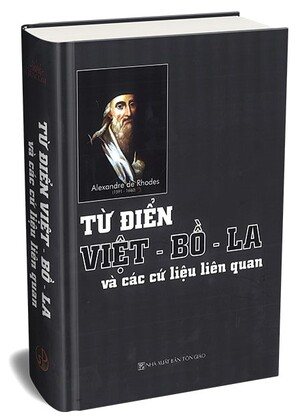 Alexandre de Rhodes
(1591 - 1660)
TỪ ĐIỂN
VIỆT - BỒ - LA
và các cứ liệu liên quan
NHÀ XUẤT BẢN TÔN GIÁO
TỪ ĐIỂN VIỆT - BỒ - LA
và các cứ liệu liên quan